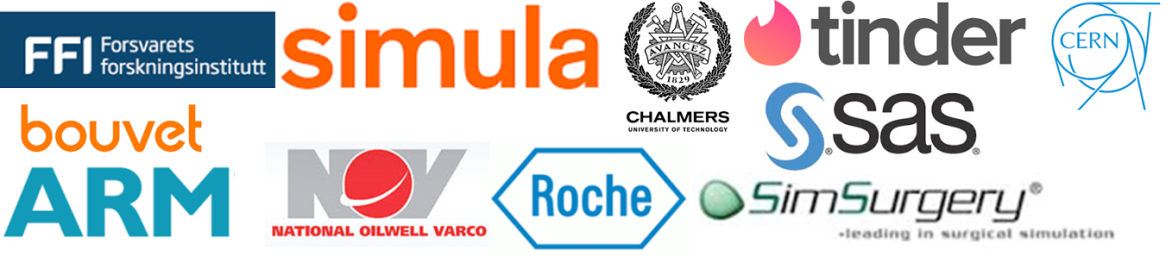 FFI Forsvarets
forskningsinstitutt
simula
AVANCEZ
1829
CHALMERS
UNIVERSITY OF TECHNOLOGY
tinder
CERN
bouvet
sas®
ARM
NOV
NATIONAL OILWELL VARCO
Roche
SimSurgery®
-leading in surgical simulation